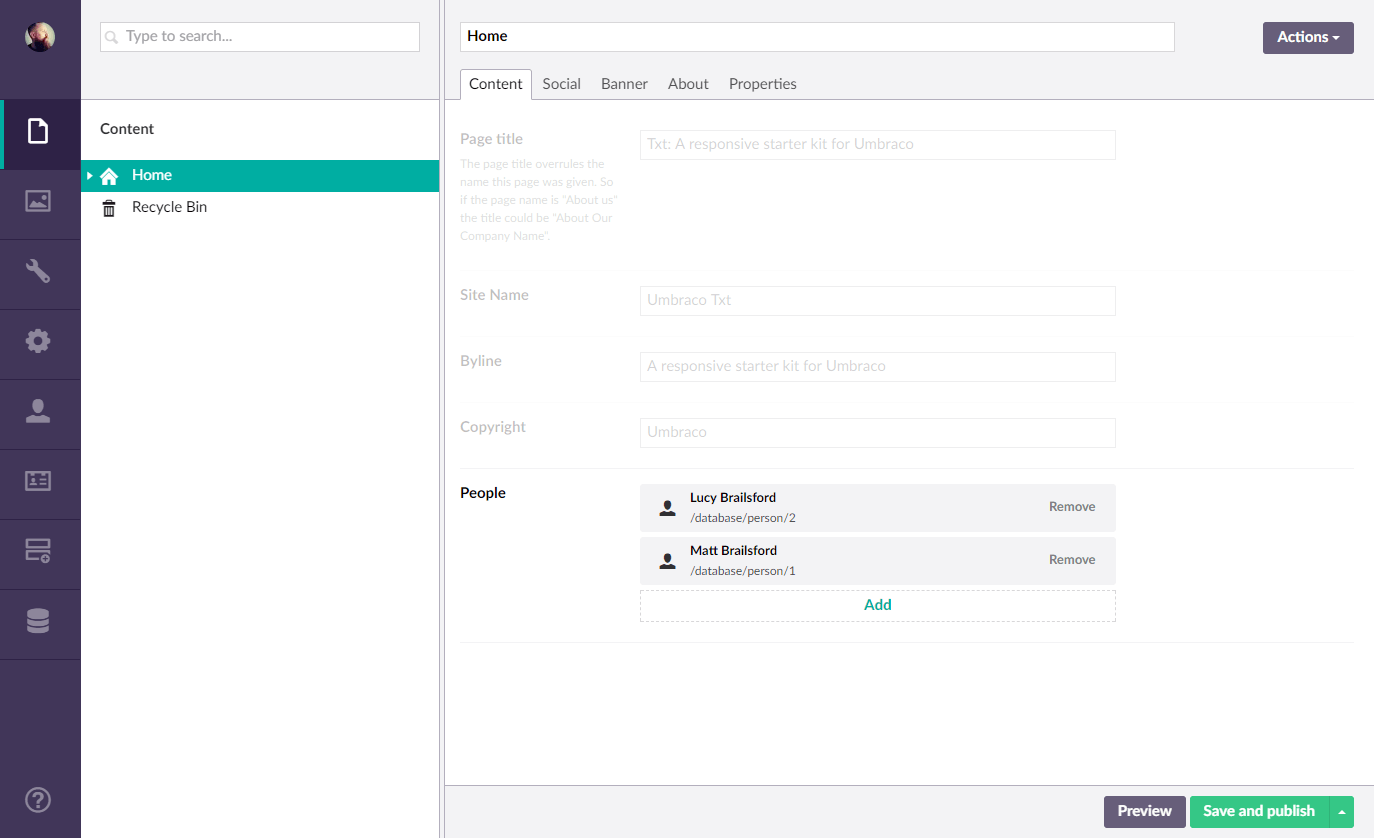 Type to search...
Home
Actions
Content Social Banner About Properties
Content
Home
Recycle Bin
Page title
Txt: A responsive starter kit for Umbraco
The page title overrules the
name this page was given. So
if the page name is "About us"
the title could be "About Our
Company Name".
Site Name
Umbraco Txt
Byline
A responsive starter kit for Umbraco
Copyright
Umbraco
People
Lucy Brailsford
/database/person/2
Remove
Matt Brailsford
/database/person/1
Remove
Add
?
Preview
Save and publish